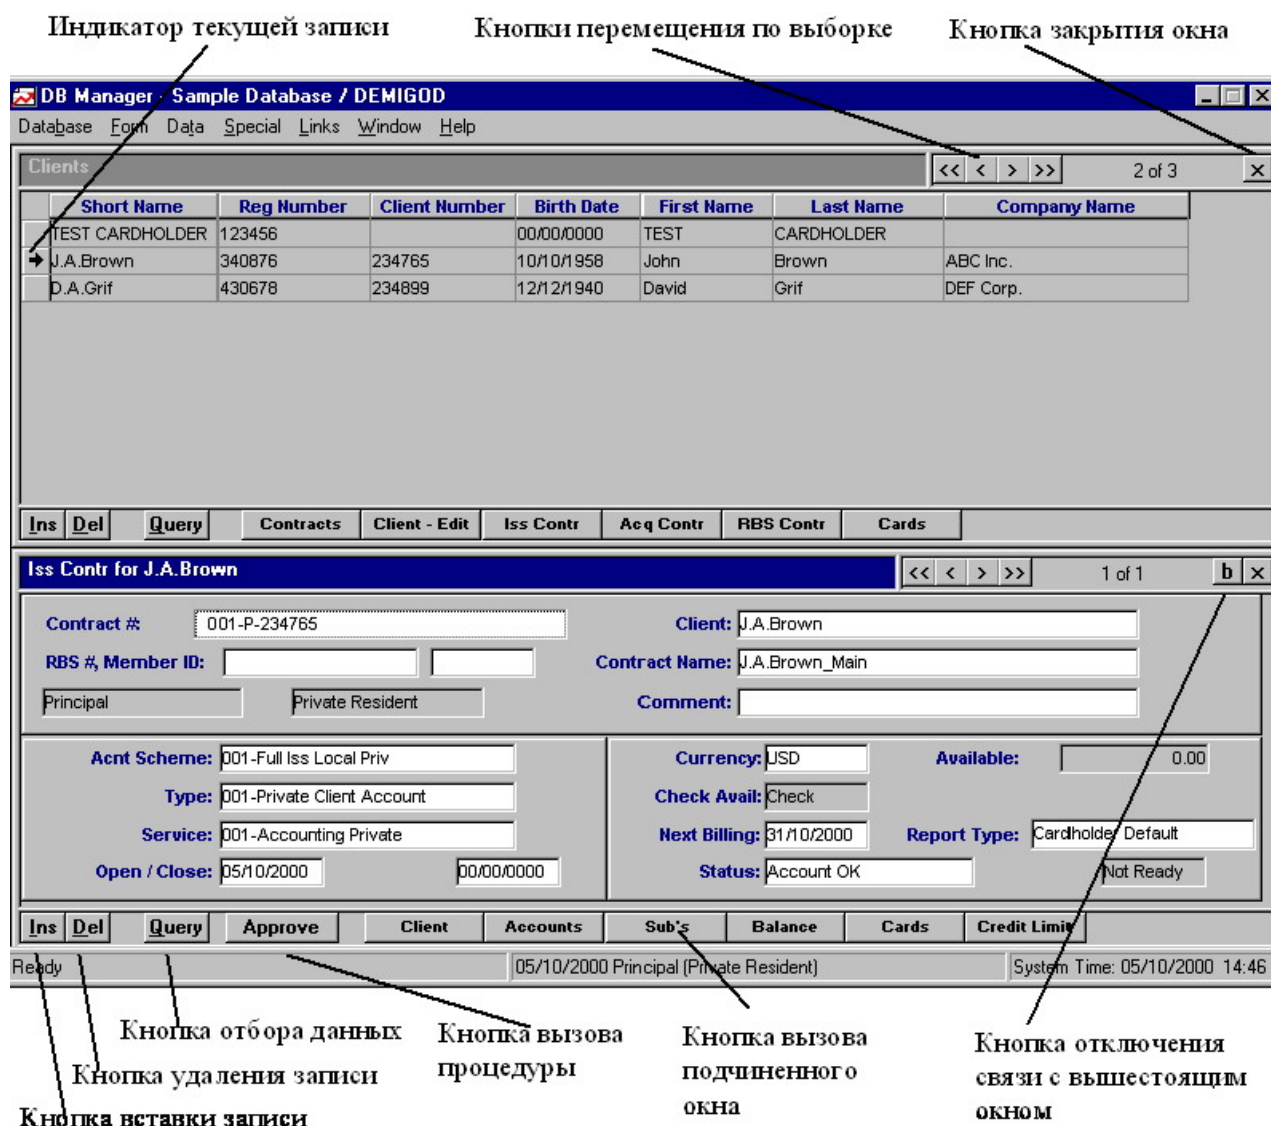 Индикатор текущей записи Кнопки перемещения по выборке Кнопка закрытия окна
DB Manager - Sample Database / DEMIGOD
Database Form Data Special Links Window Help
Clients << < > >> 2 of 3 ×
Short Name Reg Number Client Number Birth Date First Name Last Name Company Name
TEST CARDHOLDER 123456 00/00/0000 TEST CARDHOLDER
J.A.Brown 340876 234765 10/10/1958 John Brown ABC Inc.
D.A.Grif 430678 234899 12/12/1940 David Grif DEF Corp.
Ins Del Query Contracts Client - Edit Iss Contr Acq Contr RBS Contr Cards
Iss Contr for J.A.Brown << < > >> 1 of 1 b ×
Contract #: 001-P-234765 Client: J.A.Brown
RBS #, Member ID: Contract Name: J.A.Brown_Main
Principal Private Resident Comment:
Acnt Scheme: 001-Full Iss Local Priv Currency: USD Available: 0.00
Type: 001-Private Client Account Check Avail: Check
Service: 001-Accounting Private Next Billing: 31/10/2000 Report Type: Cardholder Default
Open / Close: 05/10/2000 00/00/0000 Status: Account OK Not Ready
Ins Del Query Approve Client Accounts Sub's Balance Cards Credit Limit
Ready 05/10/2000 Principal (Private Resident) System Time: 05/10/2000 14:46
Кнопка отбора данных
Кнопка удаления записи
Кнопка вставки записи
Кнопка вызова
процедуры
Кнопка вызова
подчиненного
окна
Кнопка отключения
связи с вышестоящим
окном